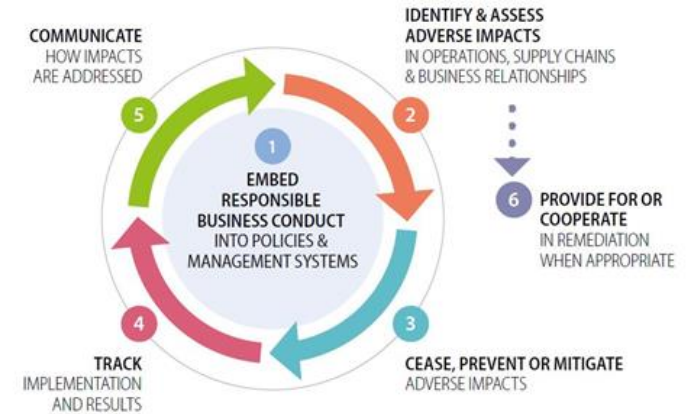 1
EMBED
RESPONSIBLE
BUSINESS CONDUCT
INTO POLICIES &
MANAGEMENT SYSTEMS
2
IDENTIFY & ASSESS
ADVERSE IMPACTS
IN OPERATIONS, SUPPLY CHAINS
& BUSINESS RELATIONSHIPS
3
CEASE, PREVENT OR MITIGATE
ADVERSE IMPACTS
4
TRACK
IMPLEMENTATION
AND RESULTS
5
COMMUNICATE
HOW IMPACTS
ARE ADDRESSED
6
PROVIDE FOR OR
COOPERATE
IN REMEDIATION
WHEN APPROPRIATE